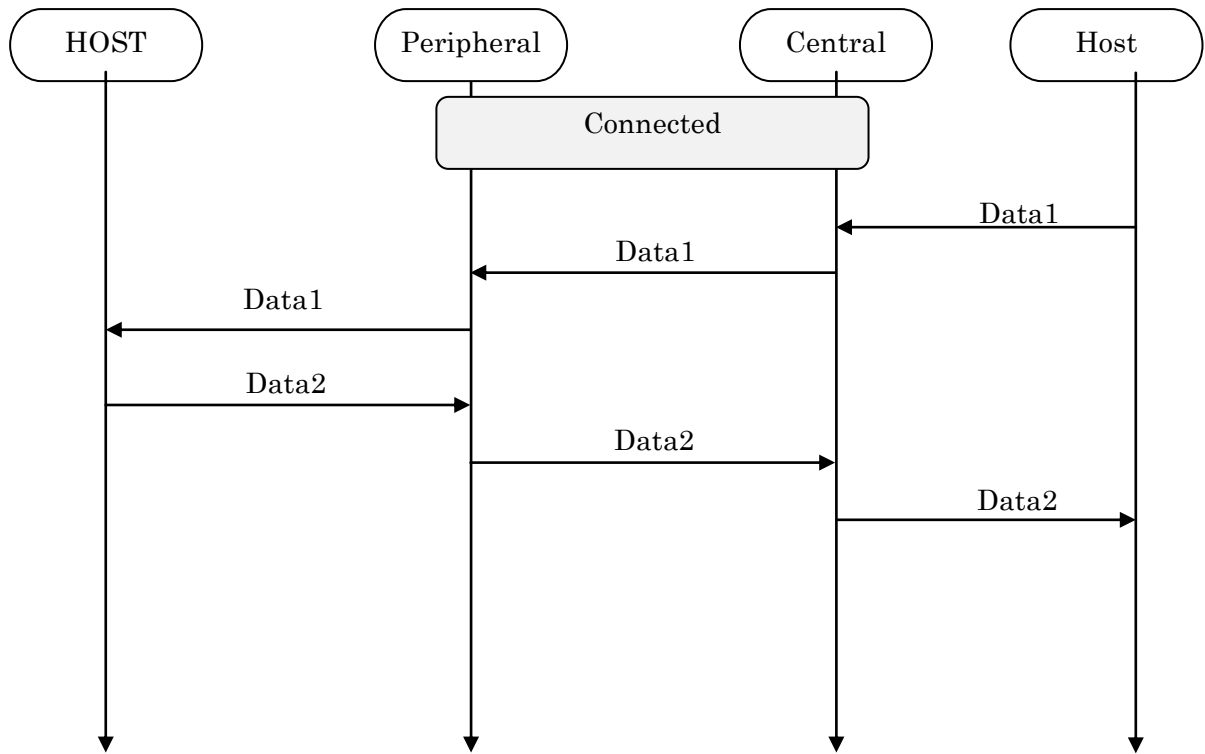 HOST
Peripheral
Central
Host
Connected
Data1
Data1
Data1
Data2
Data2
Data2